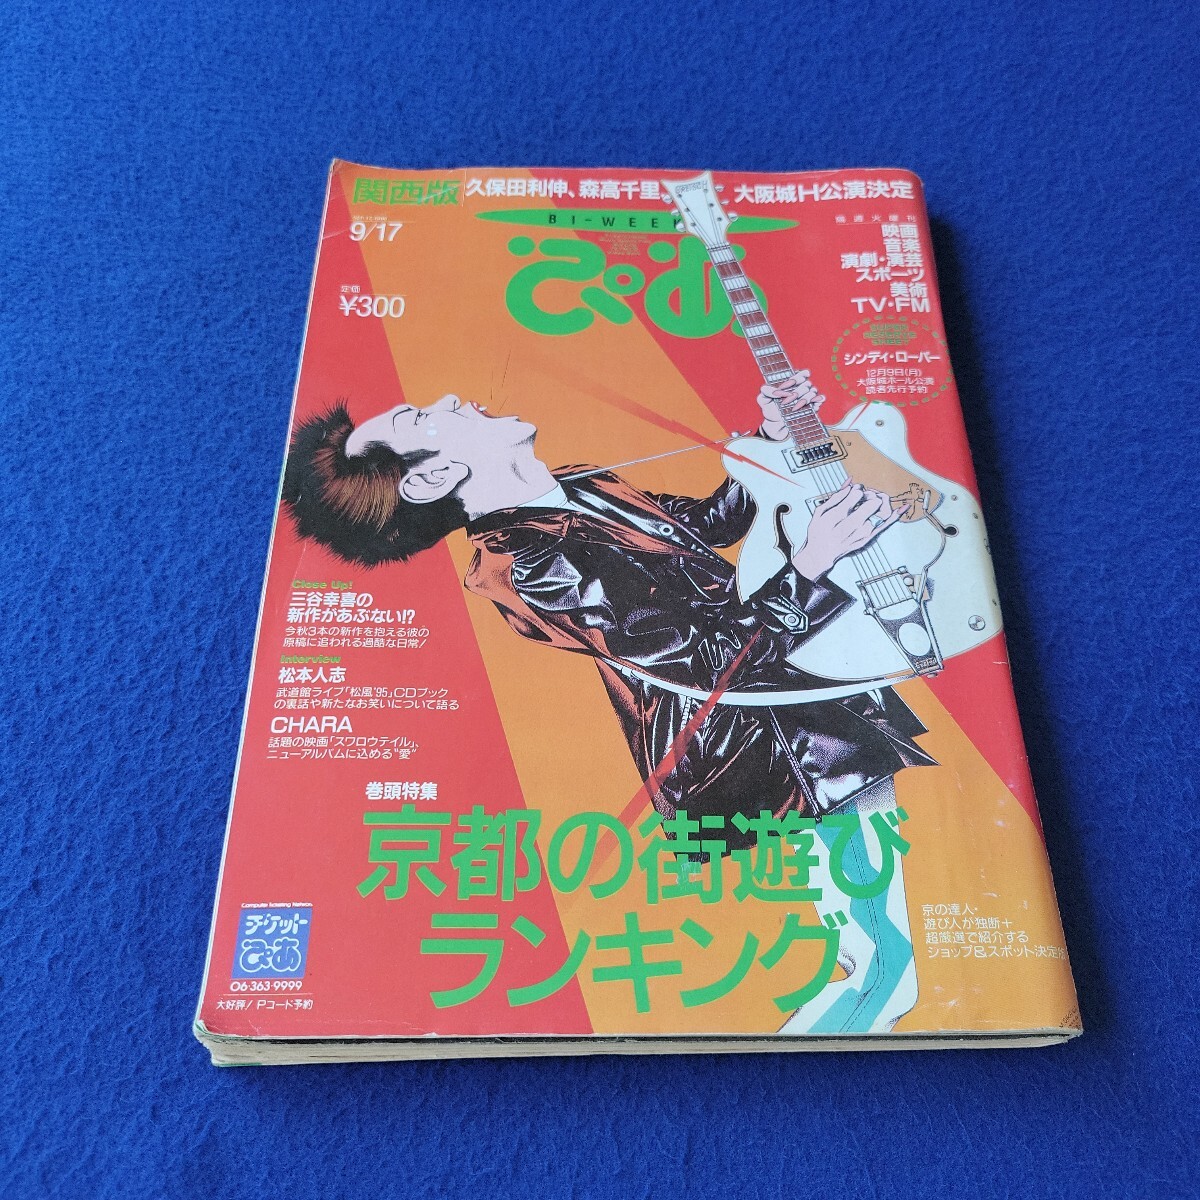 関西版
久保田利伸、森高千里、
大阪城H公演決定
9/17
BI-WEEK
ぴあ
定価
¥300
隔週火曜刊
映画
音楽
演劇・演芸
スポーツ
美術
TV・FM
シンディ・ローパー
12月9日(月)
大阪城ホール公演
読者先行予約
Close Up!
三谷幸喜の
新作があぶない!?
今秋3本の新作を抱える彼の
原稿に追われる過酷な日常!
Interview
松本人志
武道館ライブ「松風'95」CDブック
の裏話や新たなお笑いについて語る
CHARA
話題の映画「スワロウテイル」、
ニューアルバムに込める“愛”
巻頭特集
京都の街遊び
ランキング
京の達人・
遊び人が独断+
超厳選で紹介する
ショップ&スポット決定版
Computer Ticketing Network
チケット
ぴあ
06・363・9999
大好評! Pコード予約